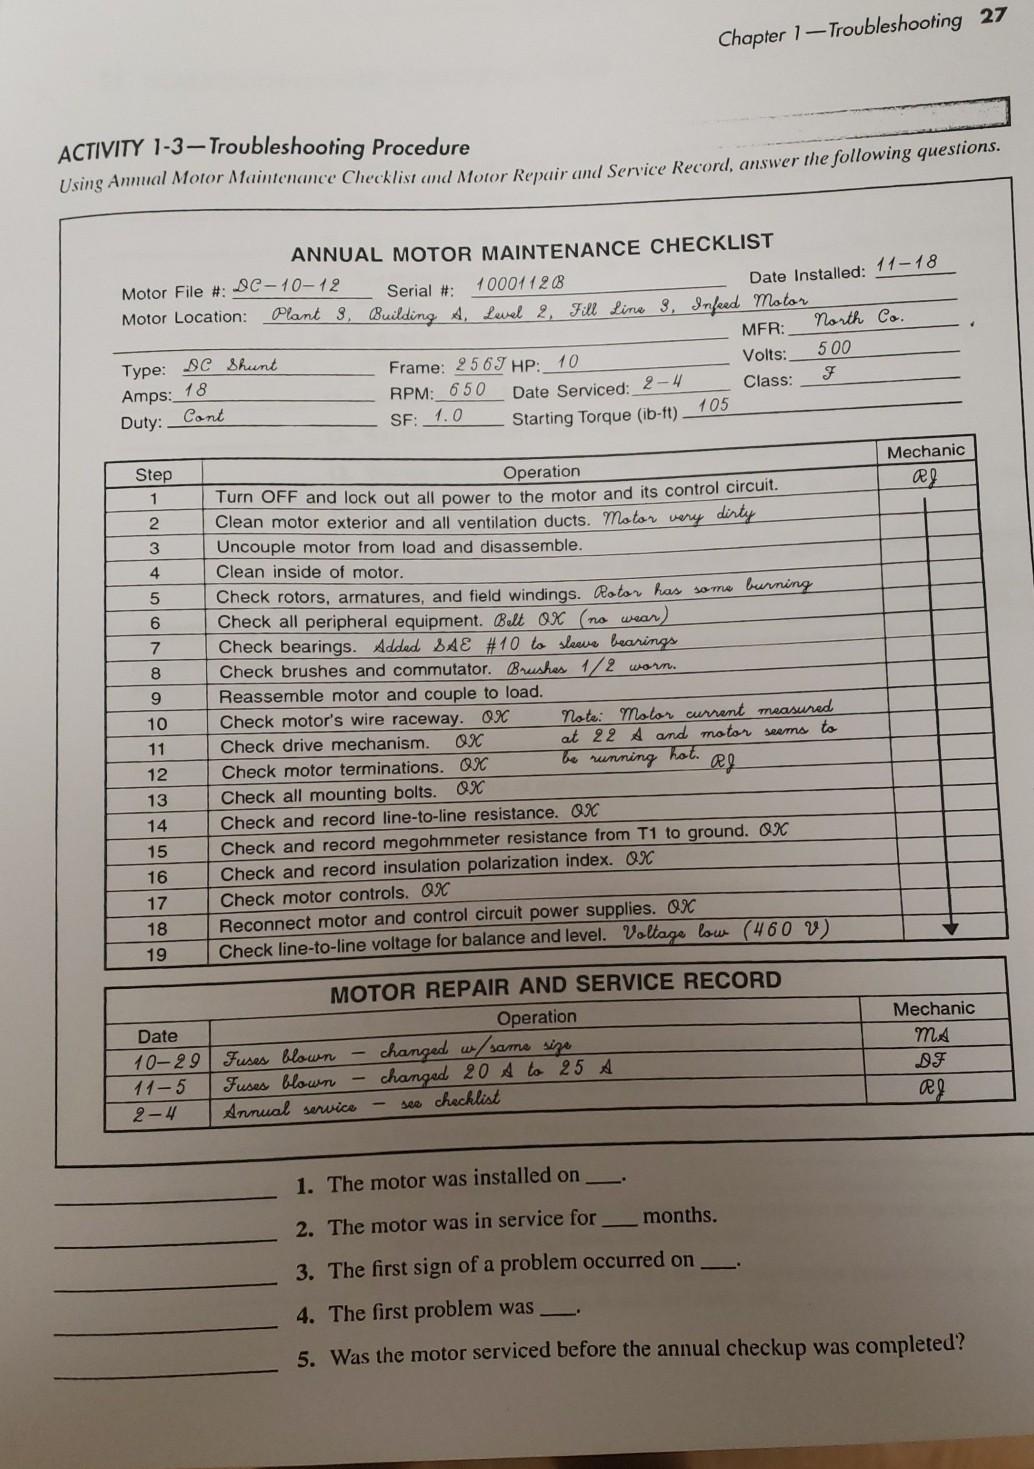 Chapter 1—Troubleshooting 27
ACTIVITY 1-3—Troubleshooting Procedure
Using Annual Motor Maintenance Checklist and Motor Repair and Service Record, answer the following questions.
ANNUAL MOTOR MAINTENANCE CHECKLIST
Motor File #: DC-10-12 Serial #: 10001120B Date Installed: 11-18
Motor Location: Plant 3, Building A, Level 2, Fill Line 3, Infeed Motor
MFR: North Co.
Type: DC Shunt Frame: 256J HP: 10 Volts: 500
Amps: 18 RPM: 650 Date Serviced: 2-4 Class: F
Duty: Cont SF: 1.0 Starting Torque (ib-ft) 105
Step Operation Mechanic
1 Turn OFF and lock out all power to the motor and its control circuit. RJ
2 Clean motor exterior and all ventilation ducts. Motor very dirty
3 Uncouple motor from load and disassemble.
4 Clean inside of motor.
5 Check rotors, armatures, and field windings. Rotor has some burning
6 Check all peripheral equipment. Belt OK (no wear)
7 Check bearings. Added SAE #10 to sleeve bearings
8 Check brushes and commutator. Brushes 1/2 worn.
9 Reassemble motor and couple to load.
10 Check motor's wire raceway. OK Note: Motor current measured
11 Check drive mechanism. OK at 22 A and motor seems to
12 Check motor terminations. OK be running hot. RJ
13 Check all mounting bolts. OK
14 Check and record line-to-line resistance. OK
15 Check and record megohmmeter resistance from T1 to ground. OK
16 Check and record insulation polarization index. OK
17 Check motor controls. OK
18 Reconnect motor and control circuit power supplies. OK
19 Check line-to-line voltage for balance and level. Voltage low (460 V)
MOTOR REPAIR AND SERVICE RECORD
Date Operation Mechanic
10-29 Fuses blown - changed w/same size MA
11-5 Fuses blown - changed 20 A to 25 A DF
2-4 Annual service - see checklist RJ
1. The motor was installed on ___.
2. The motor was in service for ___ months.
3. The first sign of a problem occurred on ___.
4. The first problem was ___.
5. Was the motor serviced before the annual checkup was completed?